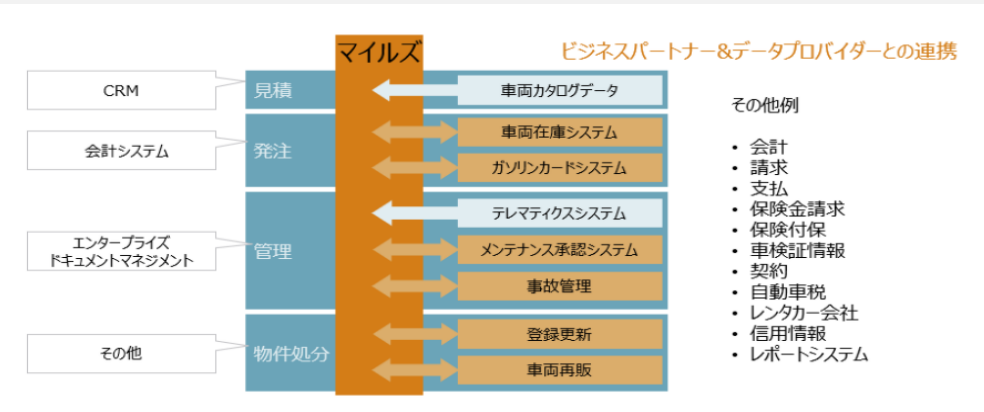 マイルズ
ビジネスパートナー&データプロバイダーとの連携
CRM
見積
車両カタログデータ
会計システム
発注
車両在庫システム
ガソリンカードシステム
エンタープライズ
ドキュメントマネジメント
管理
テレマティクスシステム
メンテナンス承認システム
事故管理
その他
物件処分
登録更新
車両再販
その他例
• 会計
• 請求
• 支払
• 保険金請求
• 保険付保
• 車検証情報
• 契約
• 自動車税
• レンタカー会社
• 信用情報
• レポートシステム